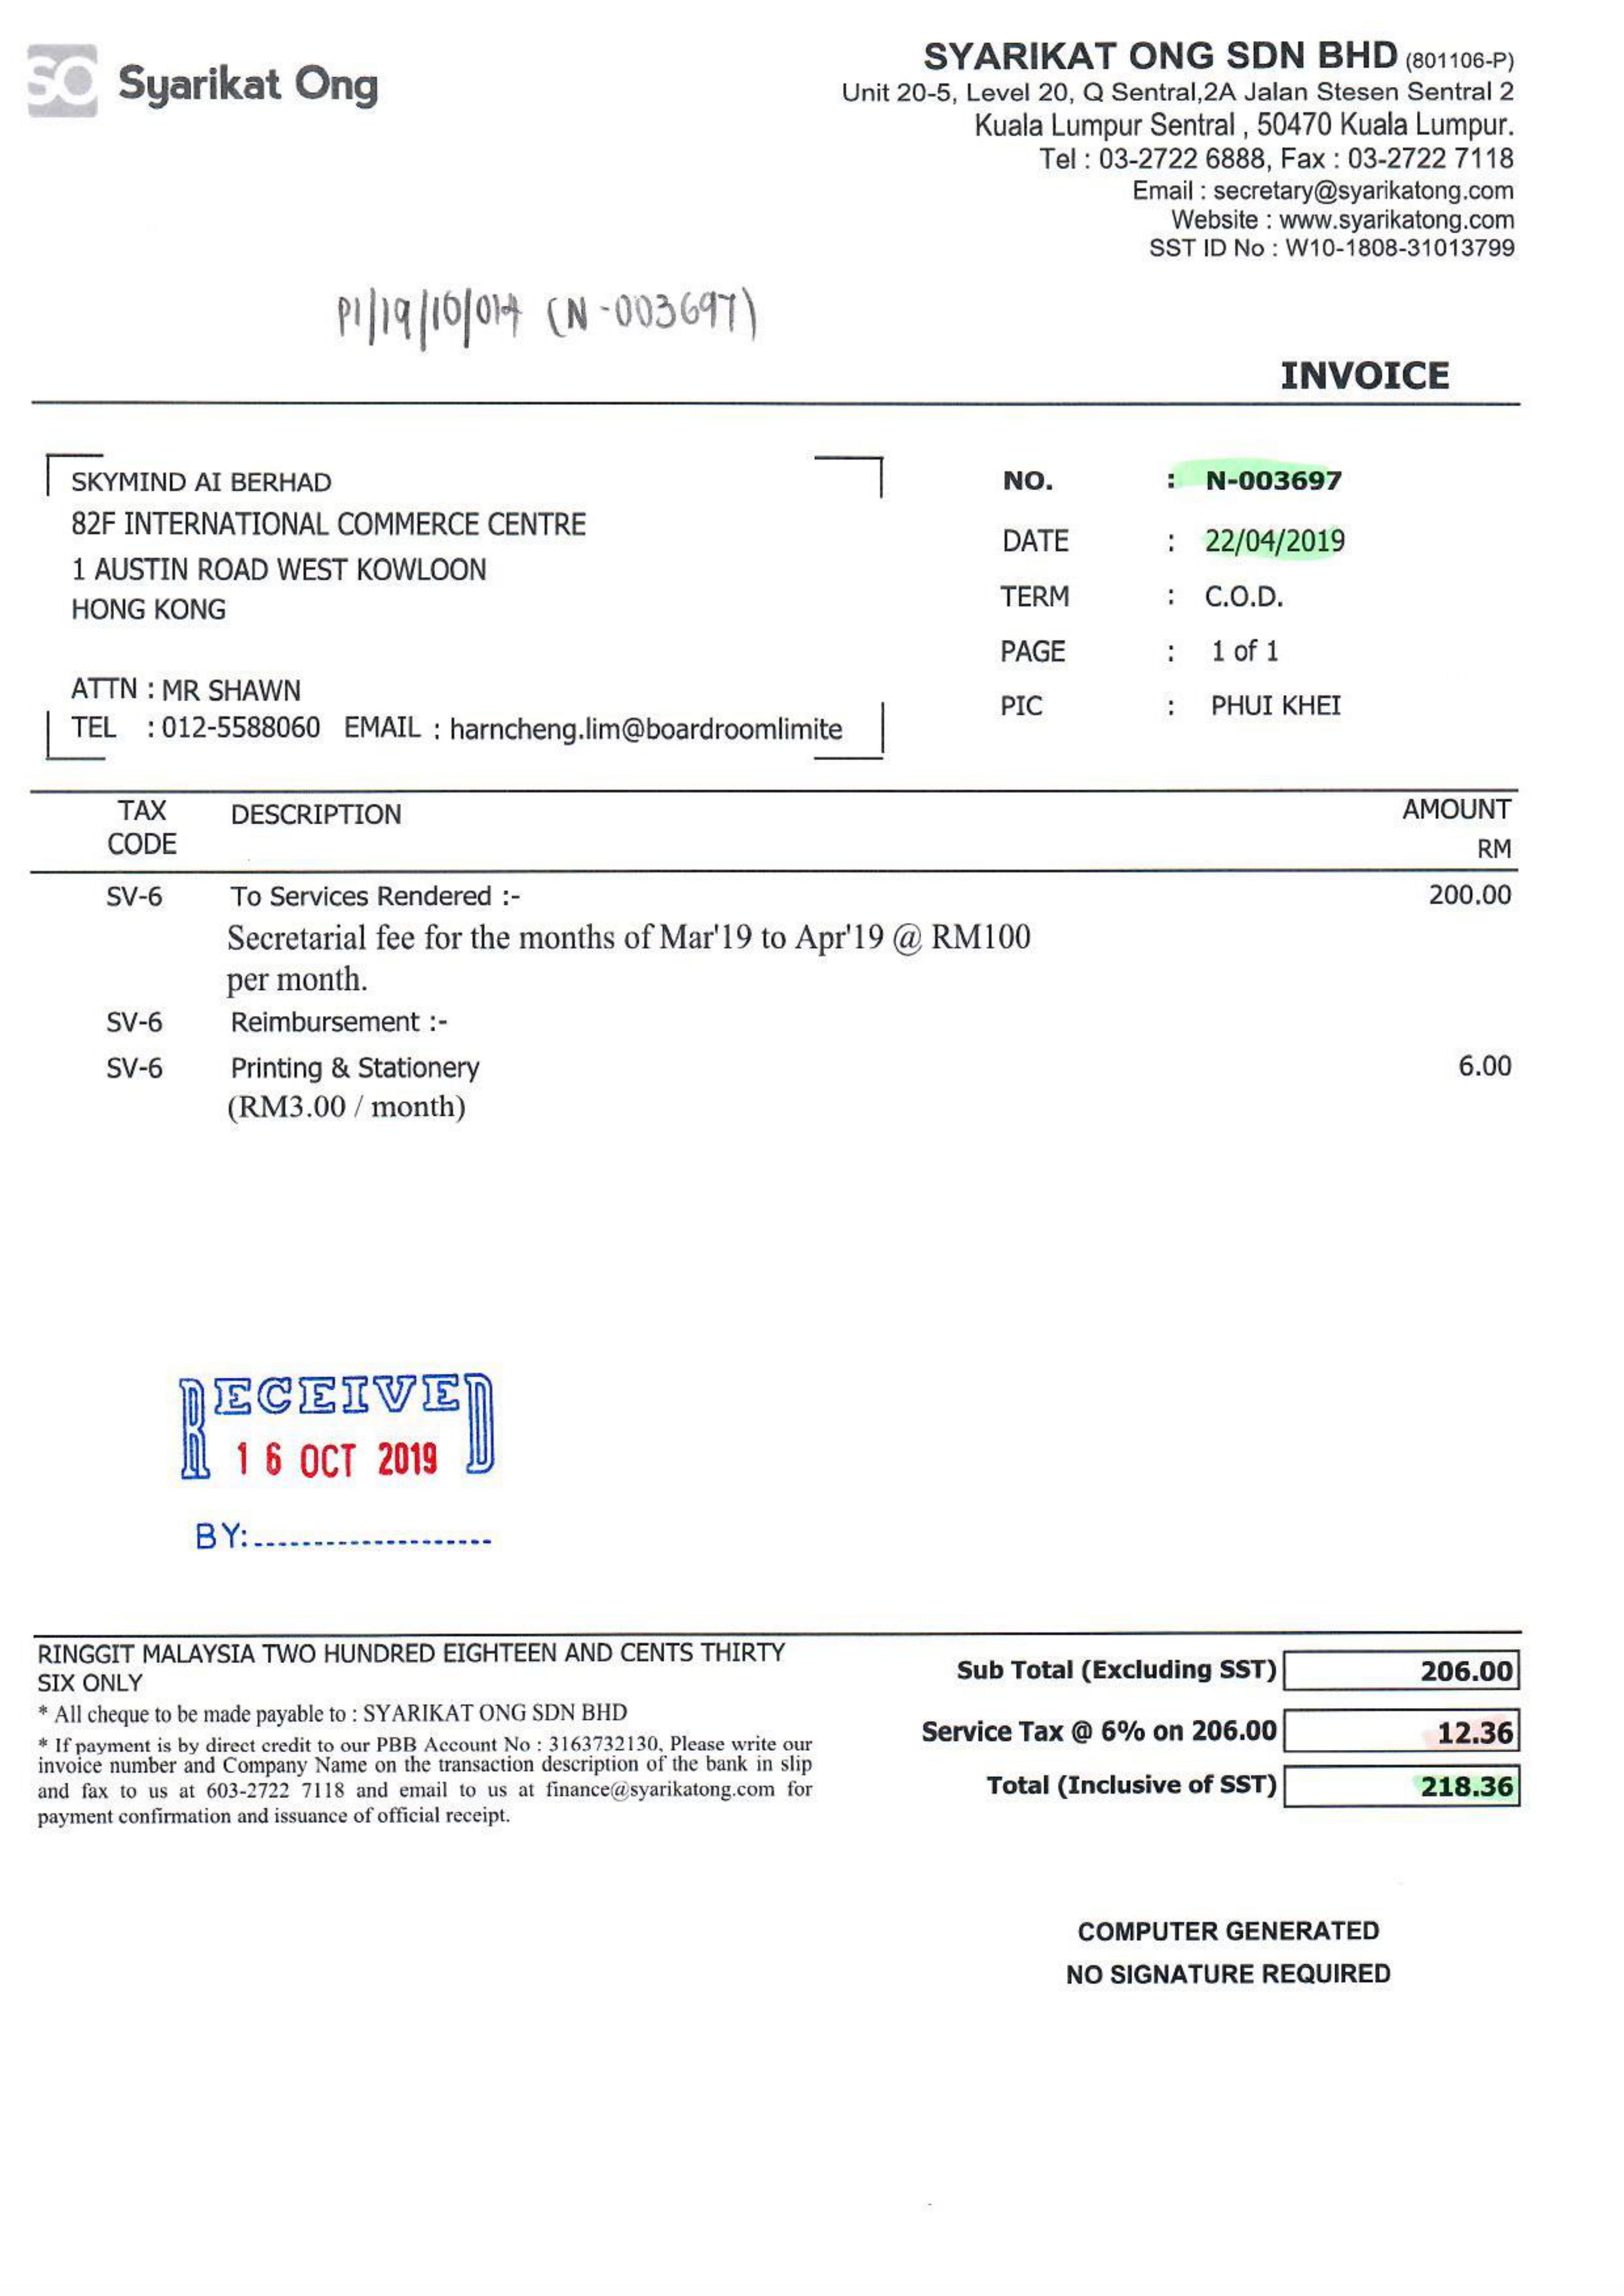 SO Syarikat Ong
SYARIKAT ONG SDN BHD (801106-P)
Unit 20-5, Level 20, Q Sentral,2A Jalan Stesen Sentral 2
Kuala Lumpur Sentral , 50470 Kuala Lumpur.
Tel : 03-2722 6888, Fax : 03-2722 7118
Email : secretary@syarikatong.com
Website : www.syarikatong.com
SST ID No : W10-1808-31013799
PI/19/10/014 (N-003697)
INVOICE
SKYMIND AI BERHAD
82F INTERNATIONAL COMMERCE CENTRE
1 AUSTIN ROAD WEST KOWLOON
HONG KONG
ATTN : MR SHAWN
TEL : 012-5588060 EMAIL : harncheng.lim@boardroomlimite
NO. : N-003697
DATE : 22/04/2019
TERM : C.O.D.
PAGE : 1 of 1
PIC : PHUI KHEI
TAX CODE DESCRIPTION AMOUNT RM
SV-6 To Services Rendered :- 200.00
Secretarial fee for the months of Mar'19 to Apr'19 @ RM100
per month.
SV-6 Reimbursement :-
SV-6 Printing & Stationery 6.00
(RM3.00 / month)
RECEIVED
16 OCT 2019
BY:
RINGGIT MALAYSIA TWO HUNDRED EIGHTEEN AND CENTS THIRTY
SIX ONLY
* All cheque to be made payable to : SYARIKAT ONG SDN BHD
* If payment is by direct credit to our PBB Account No : 3163732130, Please write our
invoice number and Company Name on the transaction description of the bank in slip
and fax to us at 603-2722 7118 and email to us at finance@syarikatong.com for
payment confirmation and issuance of official receipt.
Sub Total (Excluding SST) 206.00
Service Tax @ 6% on 206.00 12.36
Total (Inclusive of SST) 218.36
COMPUTER GENERATED
NO SIGNATURE REQUIRED